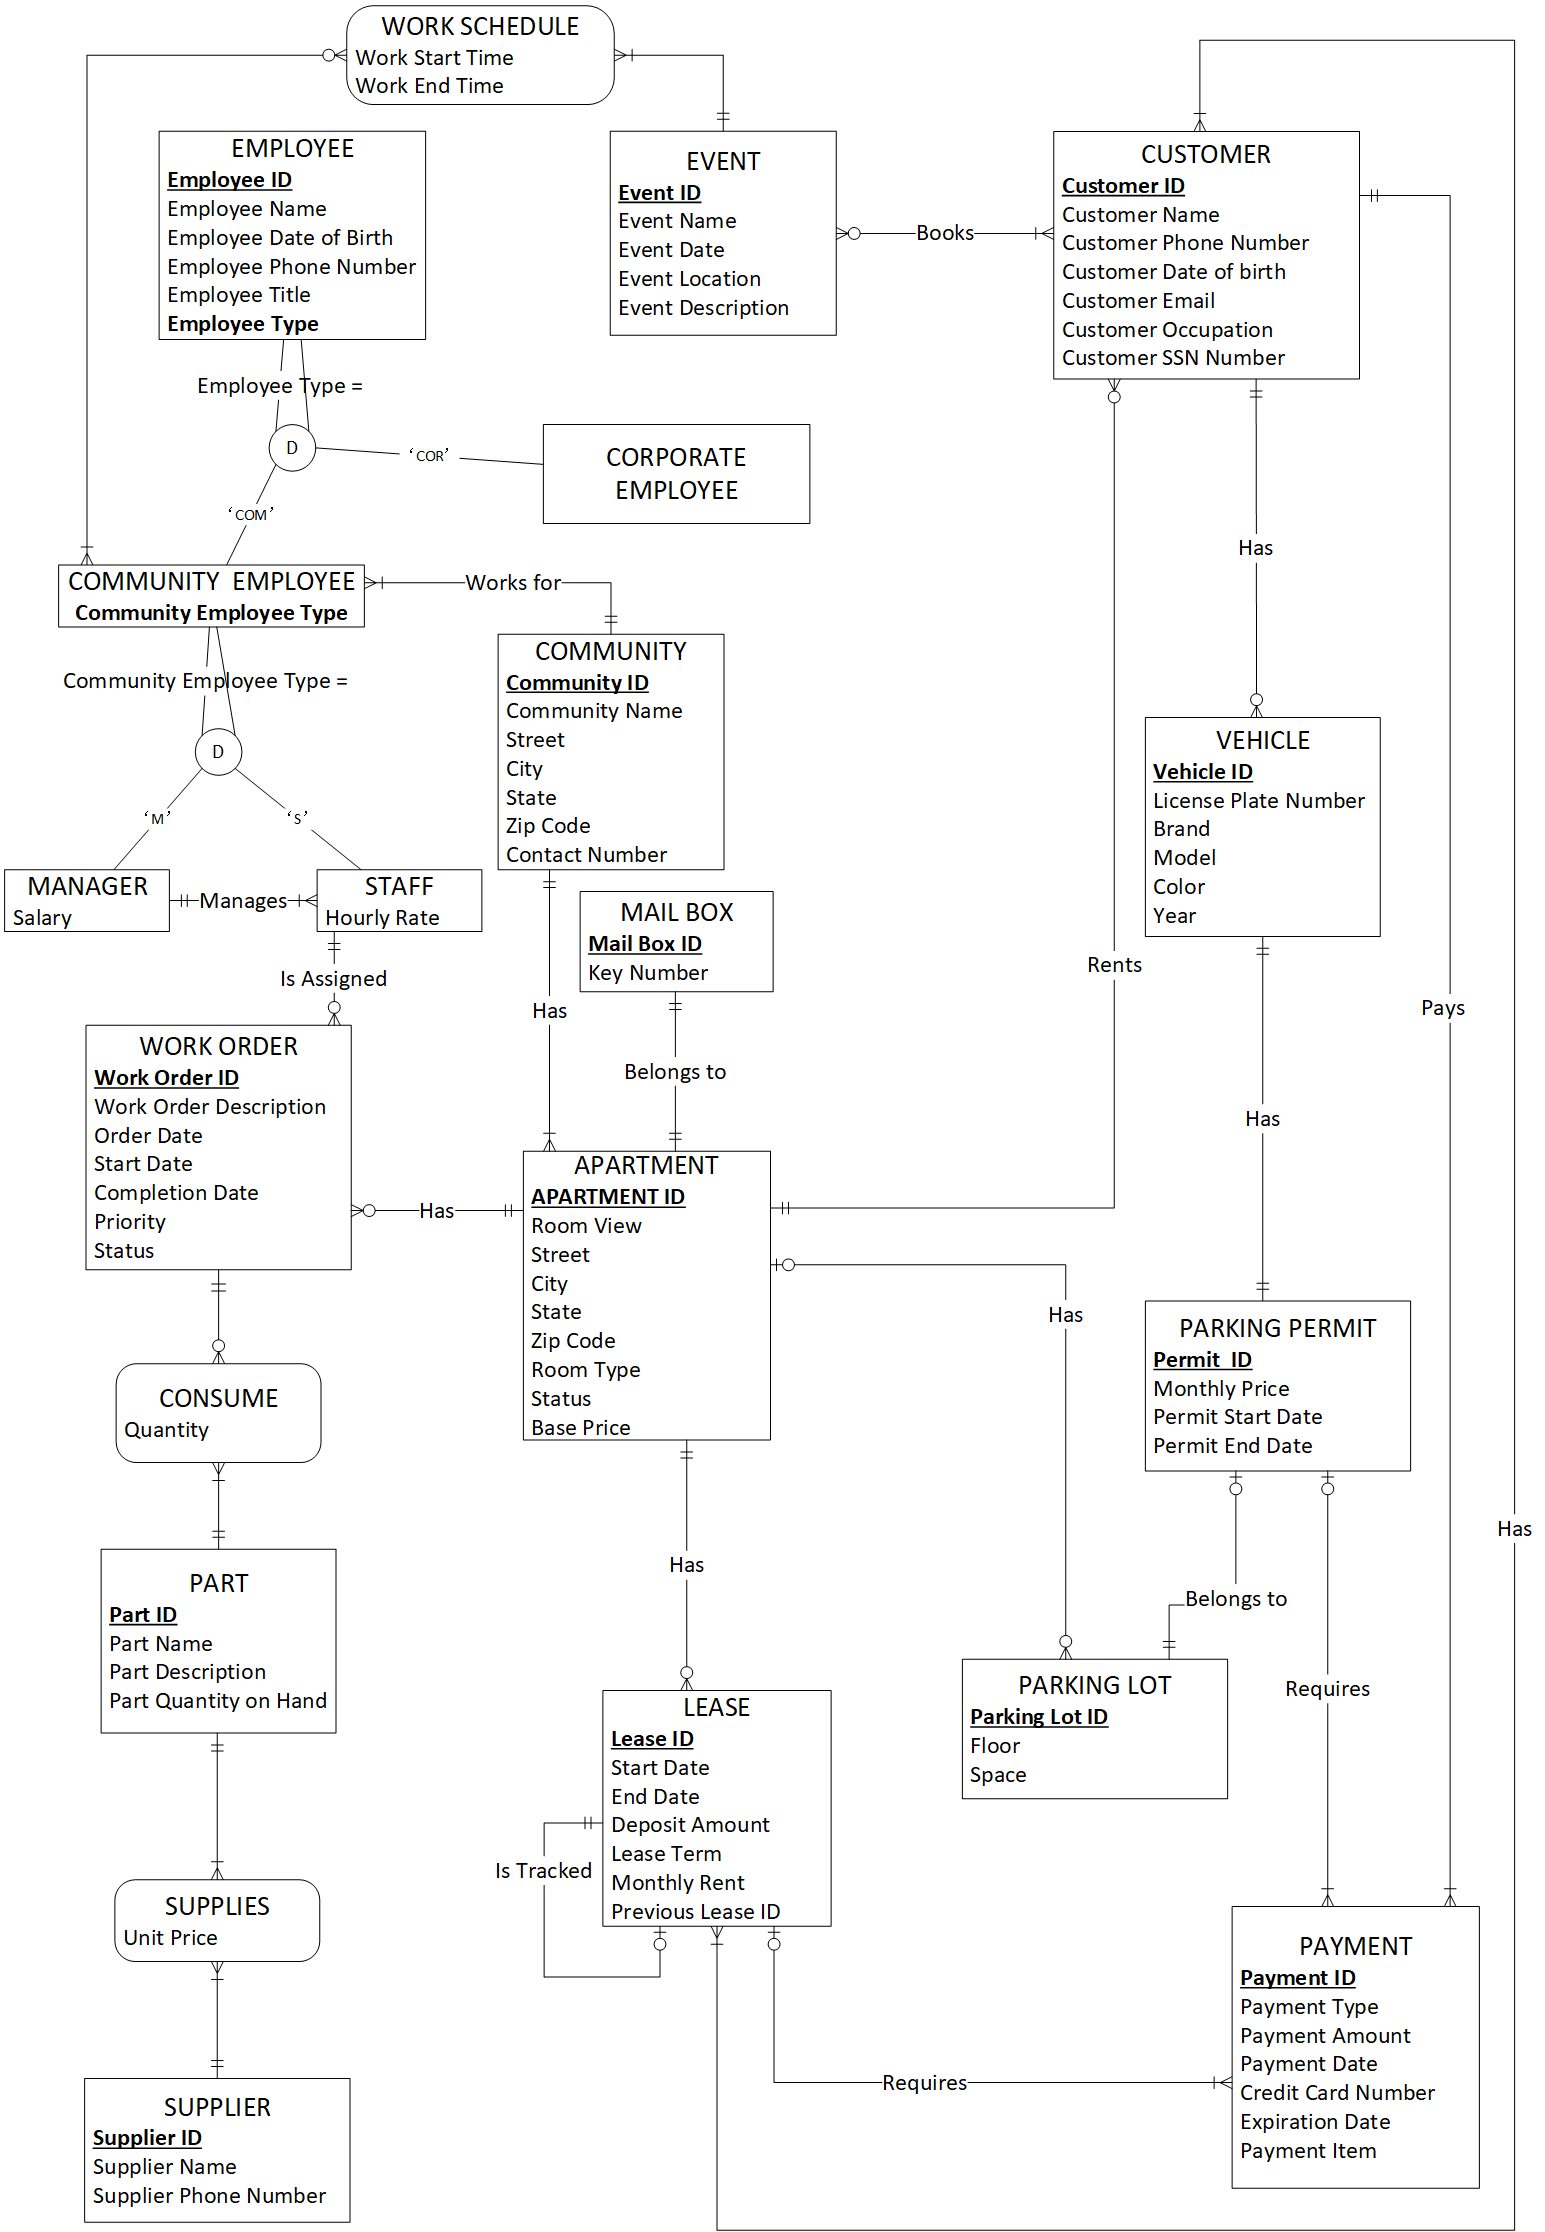 WORK SCHEDULE
Work Start Time
Work End Time
EMPLOYEE
Employee ID
Employee Name
Employee Date of Birth
Employee Phone Number
Employee Title
Employee Type
EVENT
Event ID
Event Name
Event Date
Event Location
Event Description
Books
CUSTOMER
Customer ID
Customer Name
Customer Phone Number
Customer Date of birth
Customer Email
Customer Occupation
Customer SSN Number
Employee Type =
D
‘COR’
CORPORATE
EMPLOYEE
‘COM’
COMMUNITY EMPLOYEE
Community Employee Type
Works for
Has
Community Employee Type =
D
‘M’
‘S’
COMMUNITY
Community ID
Community Name
Street
City
State
Zip Code
Contact Number
VEHICLE
Vehicle ID
License Plate Number
Brand
Model
Color
Year
MANAGER
Salary
Manages
STAFF
Hourly Rate
MAIL BOX
Mail Box ID
Key Number
Is Assigned
Has
Rents
Pays
Belongs to
Has
WORK ORDER
Work Order ID
Work Order Description
Order Date
Start Date
Completion Date
Priority
Status
Has
APARTMENT
APARTMENT ID
Room View
Street
City
State
Zip Code
Room Type
Status
Base Price
Has
PARKING PERMIT
Permit  ID
Monthly Price
Permit Start Date
Permit End Date
CONSUME
Quantity
Has
Has
Belongs to
Requires
PART
Part ID
Part Name
Part Description
Part Quantity on Hand
LEASE
Lease ID
Start Date
End Date
Deposit Amount
Lease Term
Monthly Rent
Previous Lease ID
Is Tracked
PARKING LOT
Parking Lot ID
Floor
Space
SUPPLIES
Unit Price
PAYMENT
Payment ID
Payment Type
Payment Amount
Payment Date
Credit Card Number
Expiration Date
Payment Item
Requires
SUPPLIER
Supplier ID
Supplier Name
Supplier Phone Number